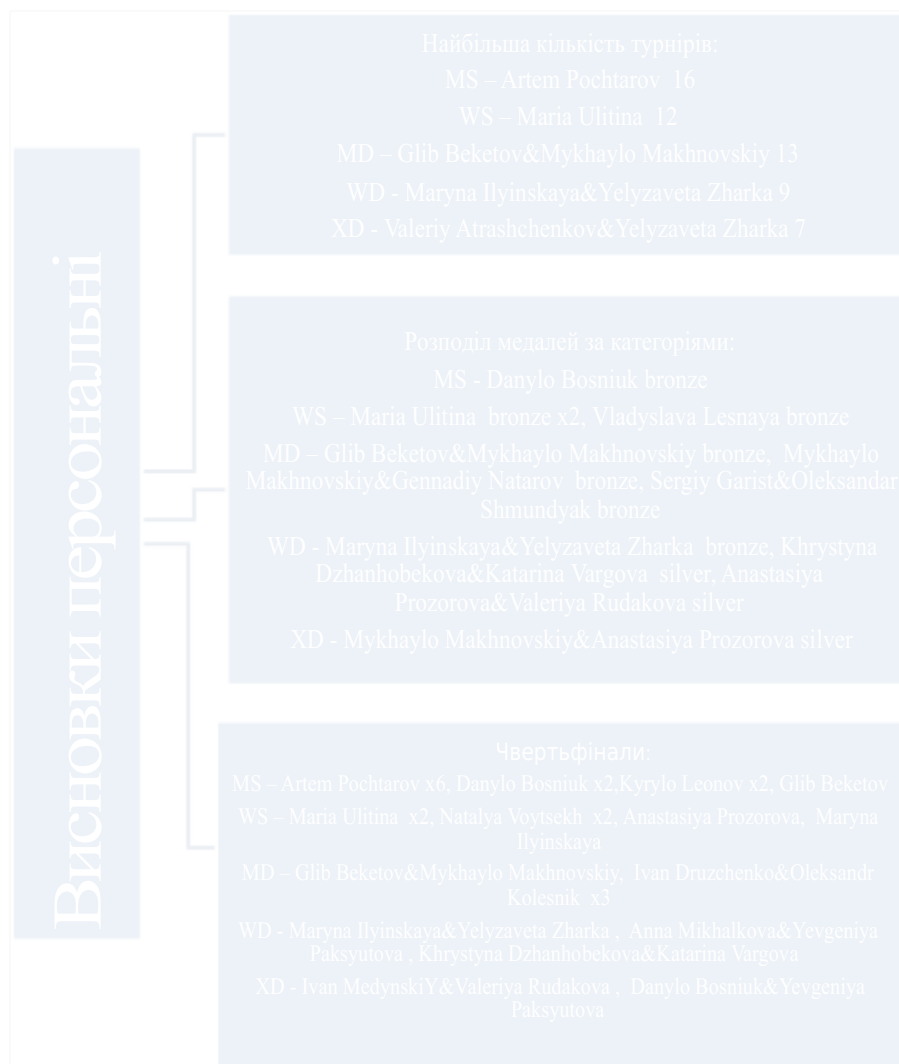 Висновки персональні
Найбільша кількість турнірів:
MS – Artem Pochtarov 16
WS – Maria Ulitina 12
MD – Glib Beketov&Mykhaylo Makhnovskiy 13
WD - Maryna Ilyinskaya&Yelyzaveta Zharka 9
XD - Valeriy Atrashchenkov&Yelyzaveta Zharka 7
Розподіл медалей за категоріями:
MS - Danylo Bosniuk bronze
WS – Maria Ulitina bronze x2, Vladyslava Lesnaya bronze
MD – Glib Beketov&Mykhaylo Makhnovskiy bronze, Mykhaylo
Makhnovskiy&Gennadiy Natarov bronze, Sergiy Garist&Oleksandar
Shmundyak bronze
WD - Maryna Ilyinskaya&Yelyzaveta Zharka bronze, Khrystyna
Dzhanhobekova&Katarina Vargova silver, Anastasiya
Prozorova&Valeriya Rudakova silver
XD - Mykhaylo Makhnovskiy&Anastasiya Prozorova silver
Чвертьфінали:
MS – Artem Pochtarov x6, Danylo Bosniuk x2,Kyrylo Leonov x2, Glib Beketov
WS – Maria Ulitina x2, Natalya Voytsekh x2, Anastasiya Prozorova, Maryna
Ilyinskaya
MD – Glib Beketov&Mykhaylo Makhnovskiy, Ivan Druzchenko&Oleksandr
Kolesnik x3
WD - Maryna Ilyinskaya&Yelyzaveta Zharka , Anna Mikhalkova&Yevgeniya
Paksyutova , Khrystyna Dzhanhobekova&Katarina Vargova
XD - Ivan MedynskiY&Valeriya Rudakova , Danylo Bosniuk&Yevgeniya
Paksyutova